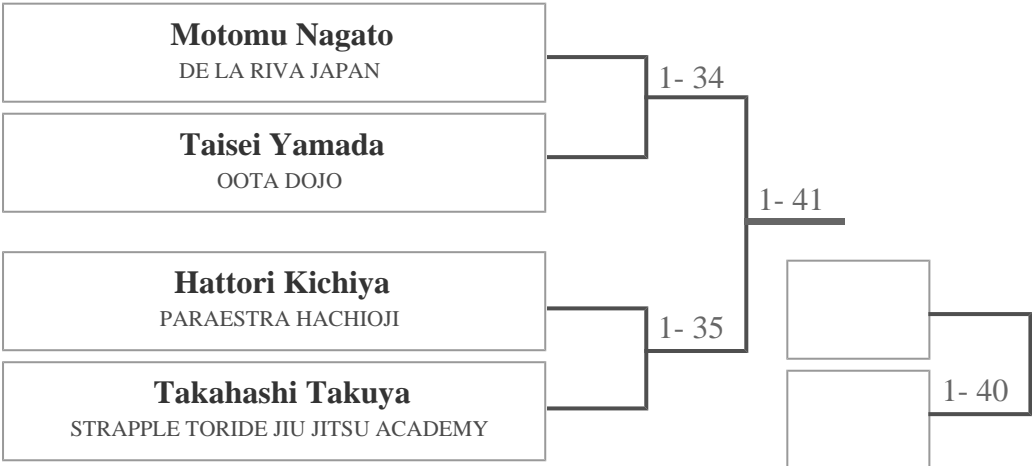 Motomu Nagato
DE LA RIVA JAPAN
1- 34
Taisei Yamada
OOTA DOJO
1- 41
Hattori Kichiya
PARAESTRA HACHIOJI
1- 35
Takahashi Takuya
STRAPPLE TORIDE JIU JITSU ACADEMY
1- 40